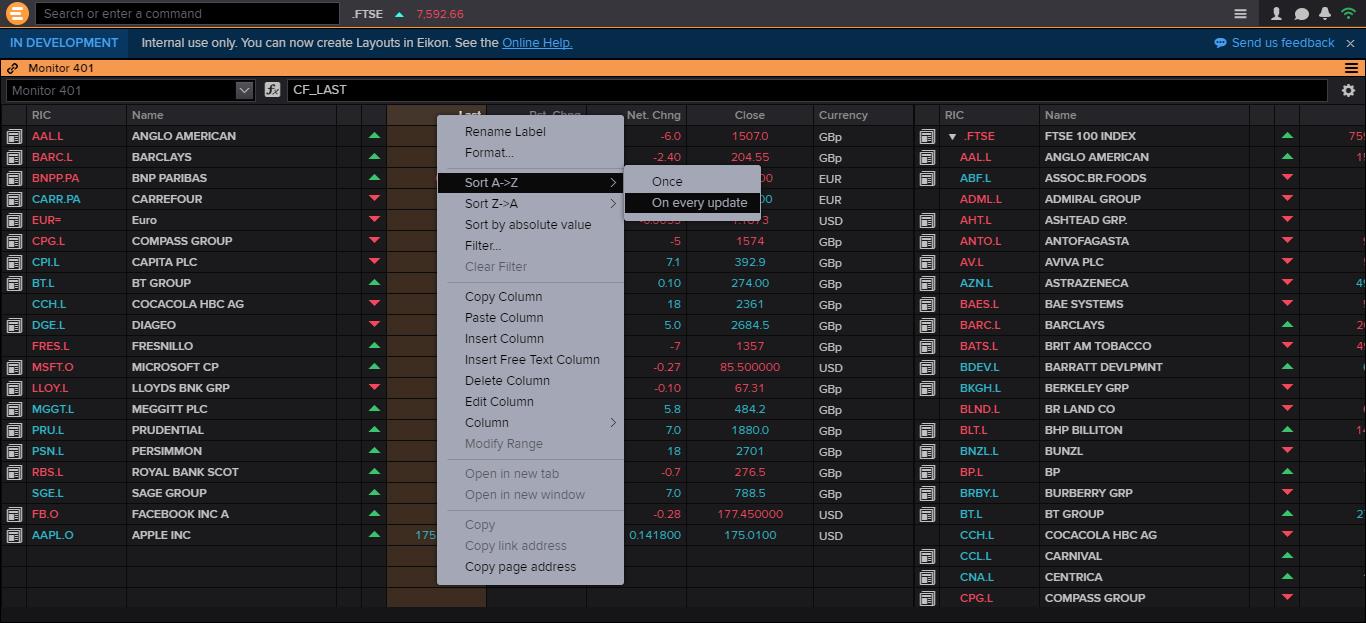 Search or enter a command .FTSE 7,592.66
IN DEVELOPMENT Internal use only. You can now create Layouts in Eikon. See the Online Help. Send us feedback
Monitor 401
Monitor 401 fx CF_LAST
RIC Name Last Pct. Chng Net. Chng Close Currency RIC Name
AAL.L ANGLO AMERICAN -6.0 1507.0 GBp .FTSE FTSE 100 INDEX
BARC.L BARCLAYS -2.40 204.55 GBp AAL.L ANGLO AMERICAN
BNPP.PA BNP PARIBAS EUR ABF.L ASSOC.BR.FOODS
CARR.PA CARREFOUR EUR ADML.L ADMIRAL GROUP
EUR= Euro USD AHT.L ASHTEAD GRP.
CPG.L COMPASS GROUP -5 1574 GBp ANTO.L ANTOFAGASTA
CPI.L CAPITA PLC 7.1 392.9 GBp AV.L AVIVA PLC
BT.L BT GROUP 0.10 274.00 GBp AZN.L ASTRAZENECA
CCH.L COCACOLA HBC AG 18 2361 GBp BAES.L BAE SYSTEMS
DGE.L DIAGEO 5.0 2684.5 GBp BARC.L BARCLAYS
FRES.L FRESNILLO -7 1357 GBp BATS.L BRIT AM TOBACCO
MSFT.O MICROSOFT CP -0.27 85.500000 USD BDEV.L BARRATT DEVLPMNT
LLOY.L LLOYDS BNK GRP -0.10 67.31 GBp BKGH.L BERKELEY GRP
MGGT.L MEGGITT PLC 5.8 484.2 GBp BLND.L BR LAND CO
PRU.L PRUDENTIAL 7.0 1880.0 GBp BLT.L BHP BILLITON
PSN.L PERSIMMON 18 2701 GBp BNZL.L BUNZL
RBS.L ROYAL BANK SCOT -0.7 276.5 GBp BP.L BP
SGE.L SAGE GROUP 7.0 788.5 GBp BRBY.L BURBERRY GRP
FB.O FACEBOOK INC A -0.28 177.450000 USD BT.L BT GROUP
AAPL.O APPLE INC 175 0.141800 175.0100 USD CCH.L COCACOLA HBC AG
CCL.L CARNIVAL
CNA.L CENTRICA
CPG.L COMPASS GROUP
Rename Label
Format...
Sort A->Z
Once
On every update
Sort Z->A
Sort by absolute value
Filter...
Clear Filter
Copy Column
Paste Column
Insert Column
Insert Free Text Column
Delete Column
Edit Column
Column
Modify Range
Open in new tab
Open in new window
Copy
Copy link address
Copy page address